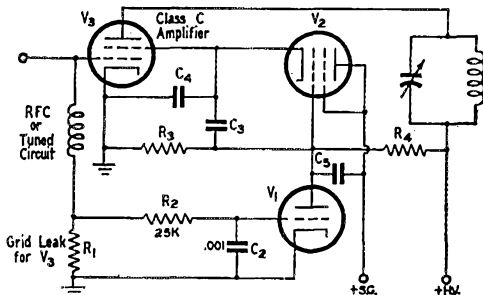 V3
Class C
Amplifier
V2
C4
RFC
or
Tuned
Circuit
R3
C3
R4
C5
V1
R2
25K
Grid Leak
for V3
R1
.001
C2
+S.G.
+H.V.